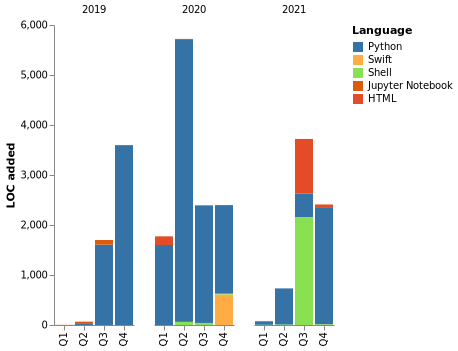 2019 2020 2021
Language
Python
Swift
Shell
Jupyter Notebook
HTML
LOC added
6,000
5,000
4,000
3,000
2,000
1,000
0
Q1 Q2 Q3 Q4 Q1 Q2 Q3 Q4 Q1 Q2 Q3 Q4